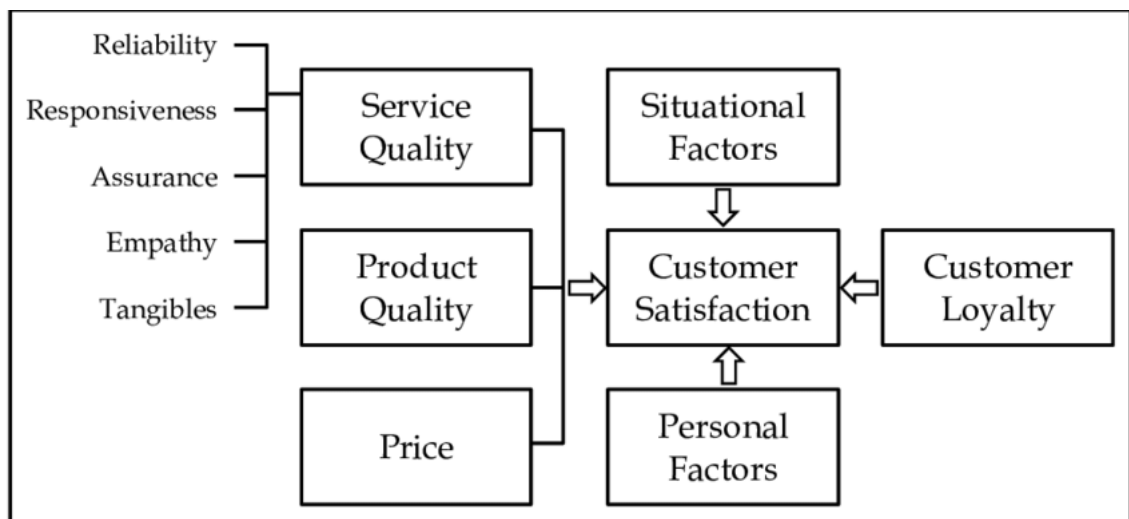 Reliability
Responsiveness
Assurance
Empathy
Tangibles
Service
Quality
Product
Quality
Price
Situational
Factors
Customer
Satisfaction
Personal
Factors
Customer
Loyalty